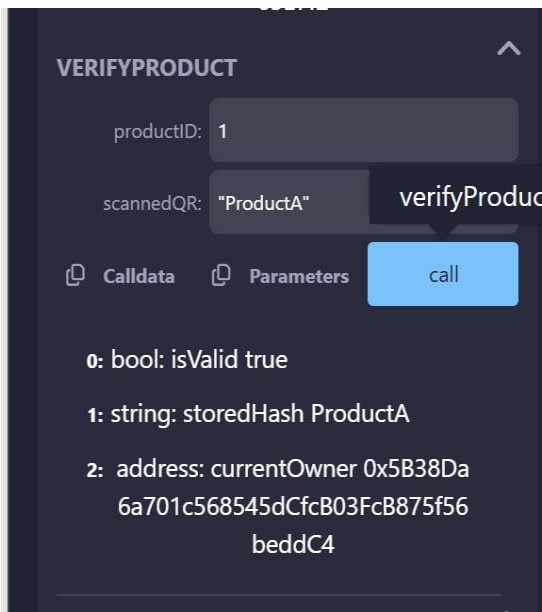 VERIFYPRODUCT
productID: 1
scannedQR: "ProductA"
verifyProduc
Calldata Parameters call
0: bool: isValid true
1: string: storedHash ProductA
2: address: currentOwner 0x5B38Da
6a701c568545dCfcB03FcB875f56
beddC4